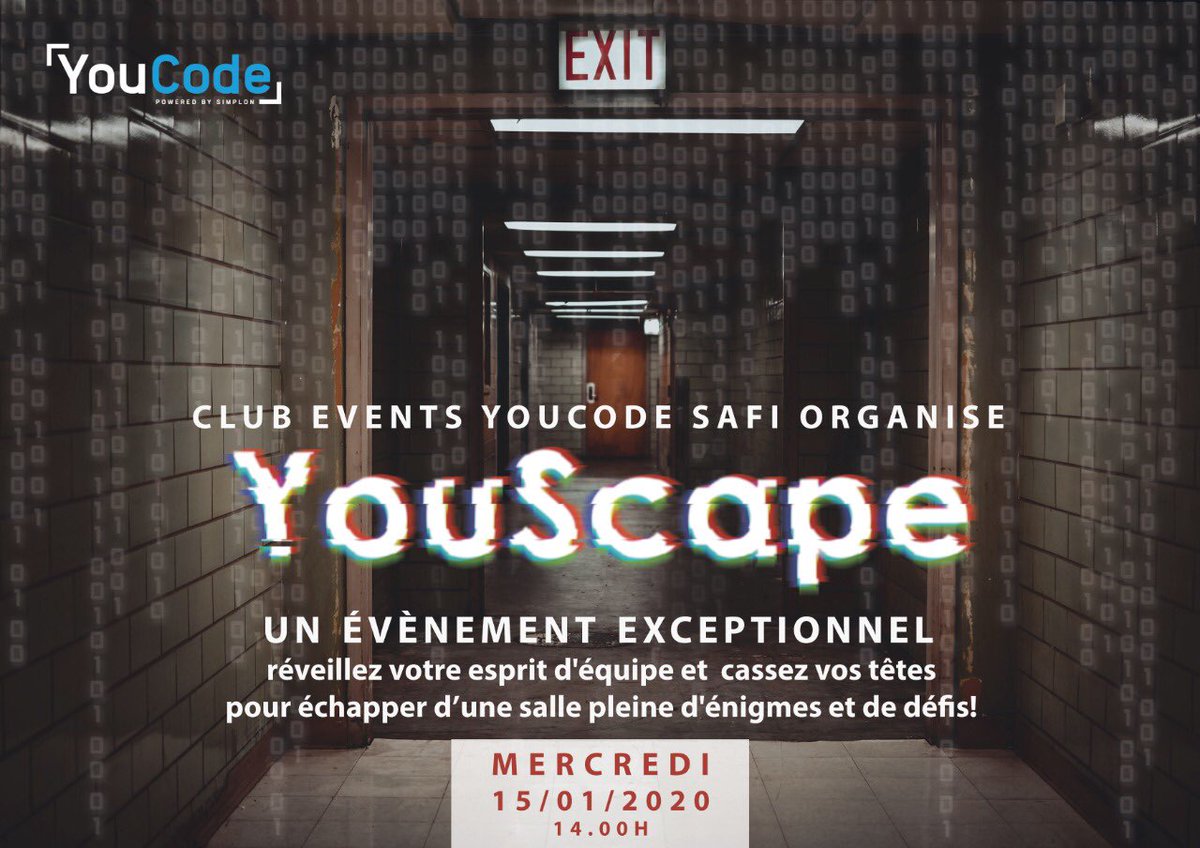 YouCode
POWERED BY SIMPLON
EXIT
CLUB EVENTS YOUCODE SAFI ORGANISE
YouScape
UN ÉVÈNEMENT EXCEPTIONNEL
réveillez votre esprit d'équipe et cassez vos têtes
pour échapper d’une salle pleine d'énigmes et de défis!
MERCREDI
15/01/2020
14.00H